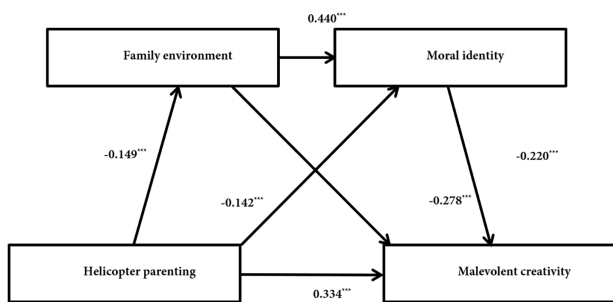 0.440***
Family environment
Moral identity
-0.149***
-0.220***
-0.142***
-0.278***
Helicopter parenting
Malevolent creativity
0.334***